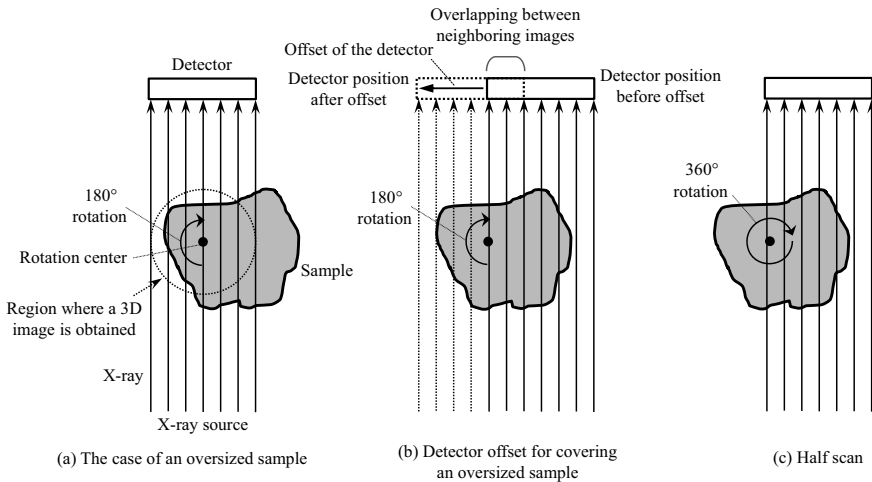 Detector
180°
rotation
Rotation center
Sample
Region where a 3D
image is obtained
X-ray
X-ray source
(a) The case of an oversized sample
Overlapping between
neighboring images
Offset of the detector
Detector position
after offset
Detector position
before offset
180°
rotation
(b) Detector offset for covering
an oversized sample
360°
rotation
(c) Half scan